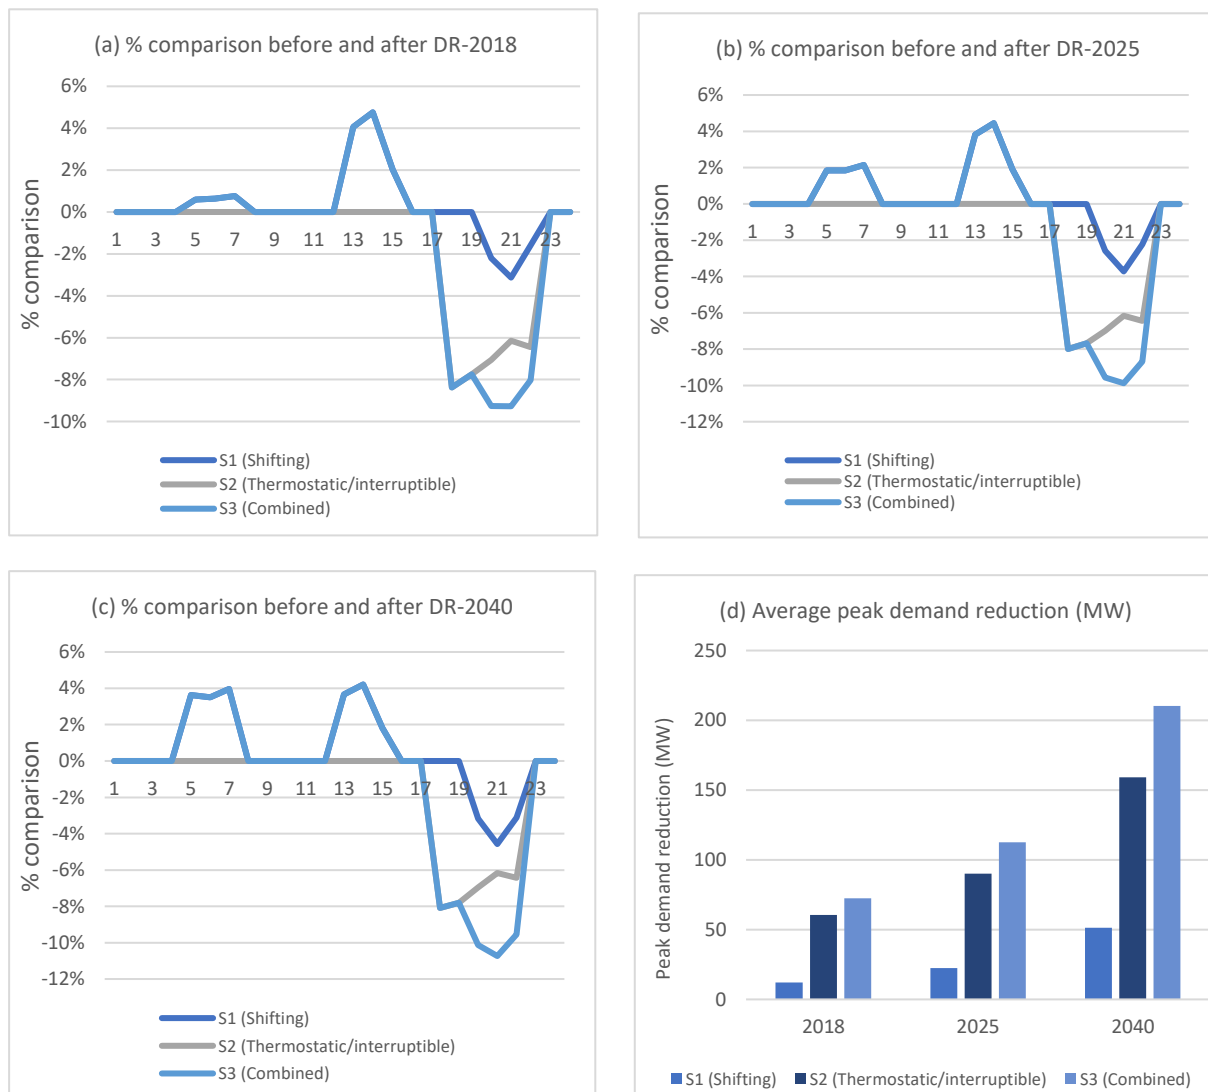 (a) % comparison before and after DR-2018
6%
4%
2%
0%
-2%
-4%
-6%
-8%
-10%
% comparison
1 3 5 7 9 11 13 15 17 19 21 23
S1 (Shifting)
S2 (Thermostatic/interruptible)
S3 (Combined)
(b) % comparison before and after DR-2025
6%
4%
2%
0%
-2%
-4%
-6%
-8%
-10%
-12%
% comparison
1 3 5 7 9 11 13 15 17 19 21 23
S1 (Shifting)
S2 (Thermostatic/interruptible)
S3 (Combined)
(c) % comparison before and after DR-2040
6%
4%
2%
0%
-2%
-4%
-6%
-8%
-10%
-12%
% comparison
1 3 5 7 9 11 13 15 17 19 21 23
S1 (Shifting)
S2 (Thermostatic/interruptible)
S3 (Combined)
(d) Average peak demand reduction (MW)
250
200
150
100
50
0
Peak demand reduction (MW)
2018 2025 2040
S1 (Shifting) S2 (Thermostatic/interruptible) S3 (Combined)